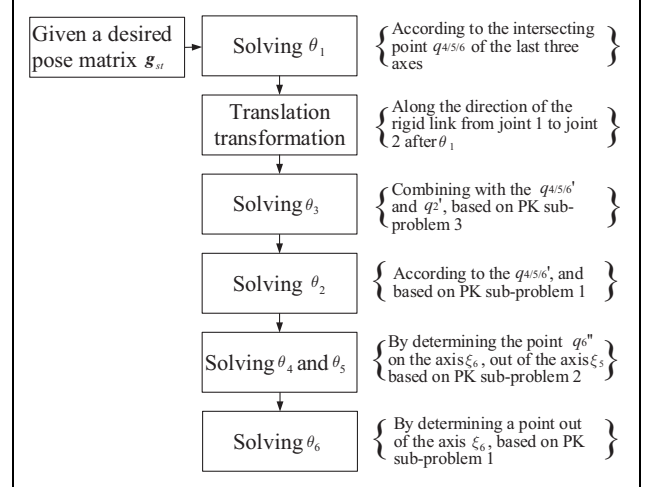 Given a desired
pose matrix g_st
Solving θ_1
According to the intersecting
point q_4/5/6 of the last three
axes
Translation
transformation
Along the direction of the
rigid link from joint 1 to joint
2 after θ_1
Solving θ_3
Combining with the q_4/5/6'
and q_2', based on PK sub-
problem 3
Solving θ_2
According to the q_4/5/6', and
based on PK sub-problem 1
Solving θ_4 and θ_5
By determining the point q_6"
on the axis ξ_6, out of the axis ξ_5
based on PK sub-problem 2
Solving θ_6
By determining a point out
of the axis ξ_6, based on PK
sub-problem 1